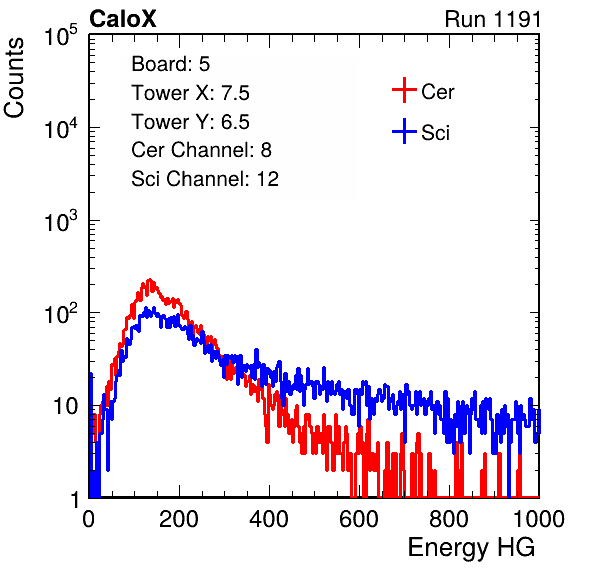 CaloX Run 1191
Counts
10^5
10^4
10^3
10^2
10
1
Board: 5
Tower X: 7.5
Tower Y: 6.5
Cer Channel: 8
Sci Channel: 12
Cer
Sci
0 200 400 600 800 1000
Energy HG